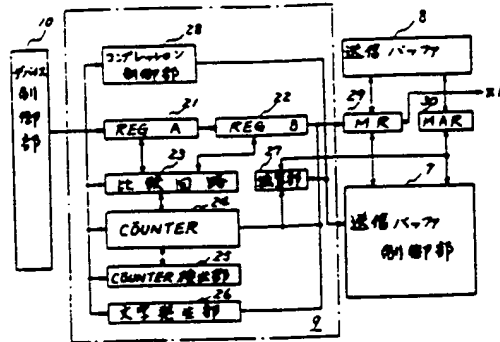 10
デバイス制御部
28
コンプレッション
制御部
21
REG A
22
REG B
23
比較回路
24
COUNTER
25
COUNTER検出部
26
文字発生部
27
9
8
送信バッファ
29
MR
30
MAR
7
送信バッファ
制御部